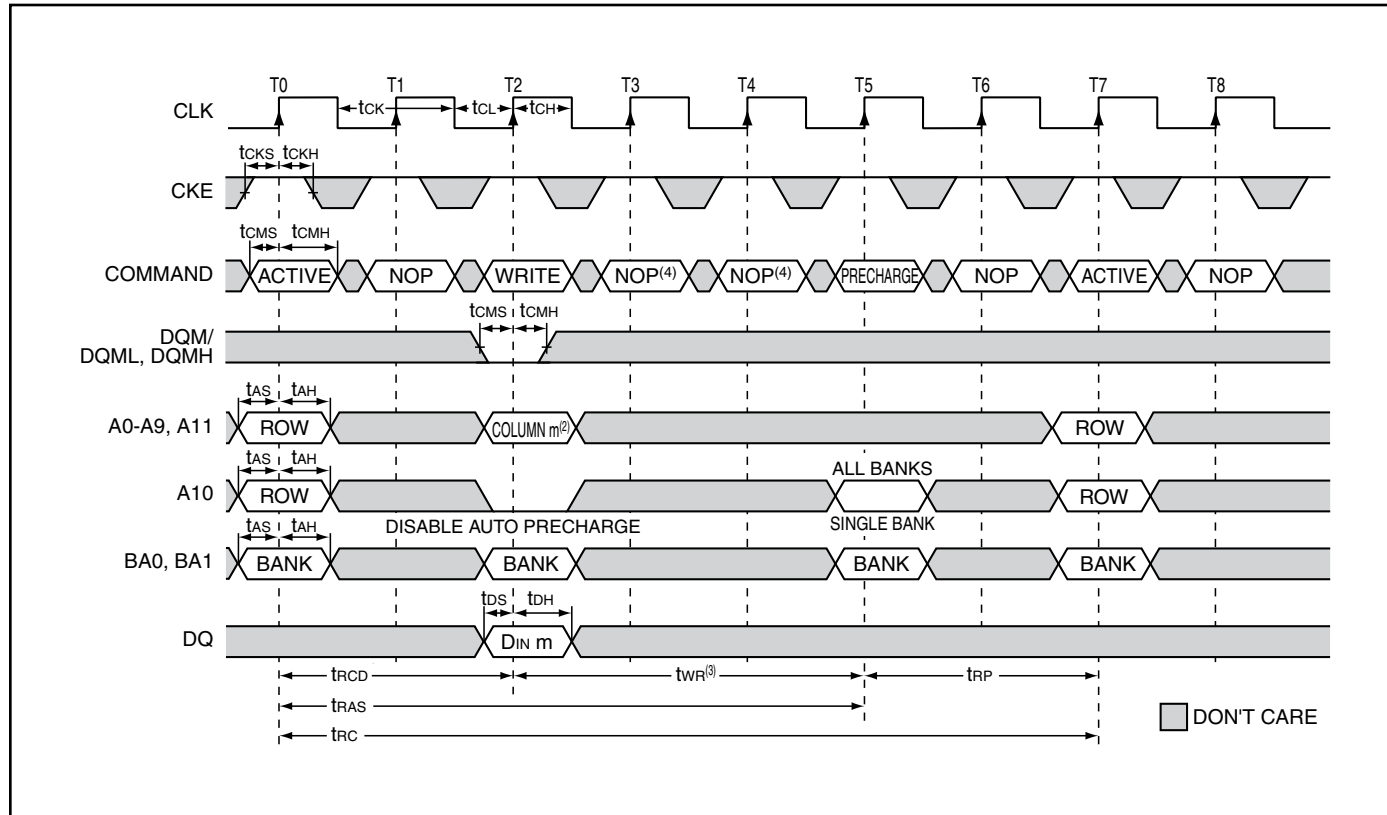 T0 T1 T2 T3 T4 T5 T6 T7 T8
CLK
tCK tCL tCH
tCKS tCKH
CKE
tCMS tCMH
COMMAND ACTIVE NOP WRITE NOP(4) NOP(4) PRECHARGE NOP ACTIVE NOP
tCMS tCMH
DQM/
DQML, DQMH
tAS tAH
A0-A9, A11 ROW COLUMN m(2) ROW
tAS tAH
ALL BANKS
A10 ROW ROW
tAS tAH
DISABLE AUTO PRECHARGE SINGLE BANK
BA0, BA1 BANK BANK BANK BANK
tDS tDH
DQ DIN m
tRCD tWR(3) tRP
tRAS
DON'T CARE
tRC